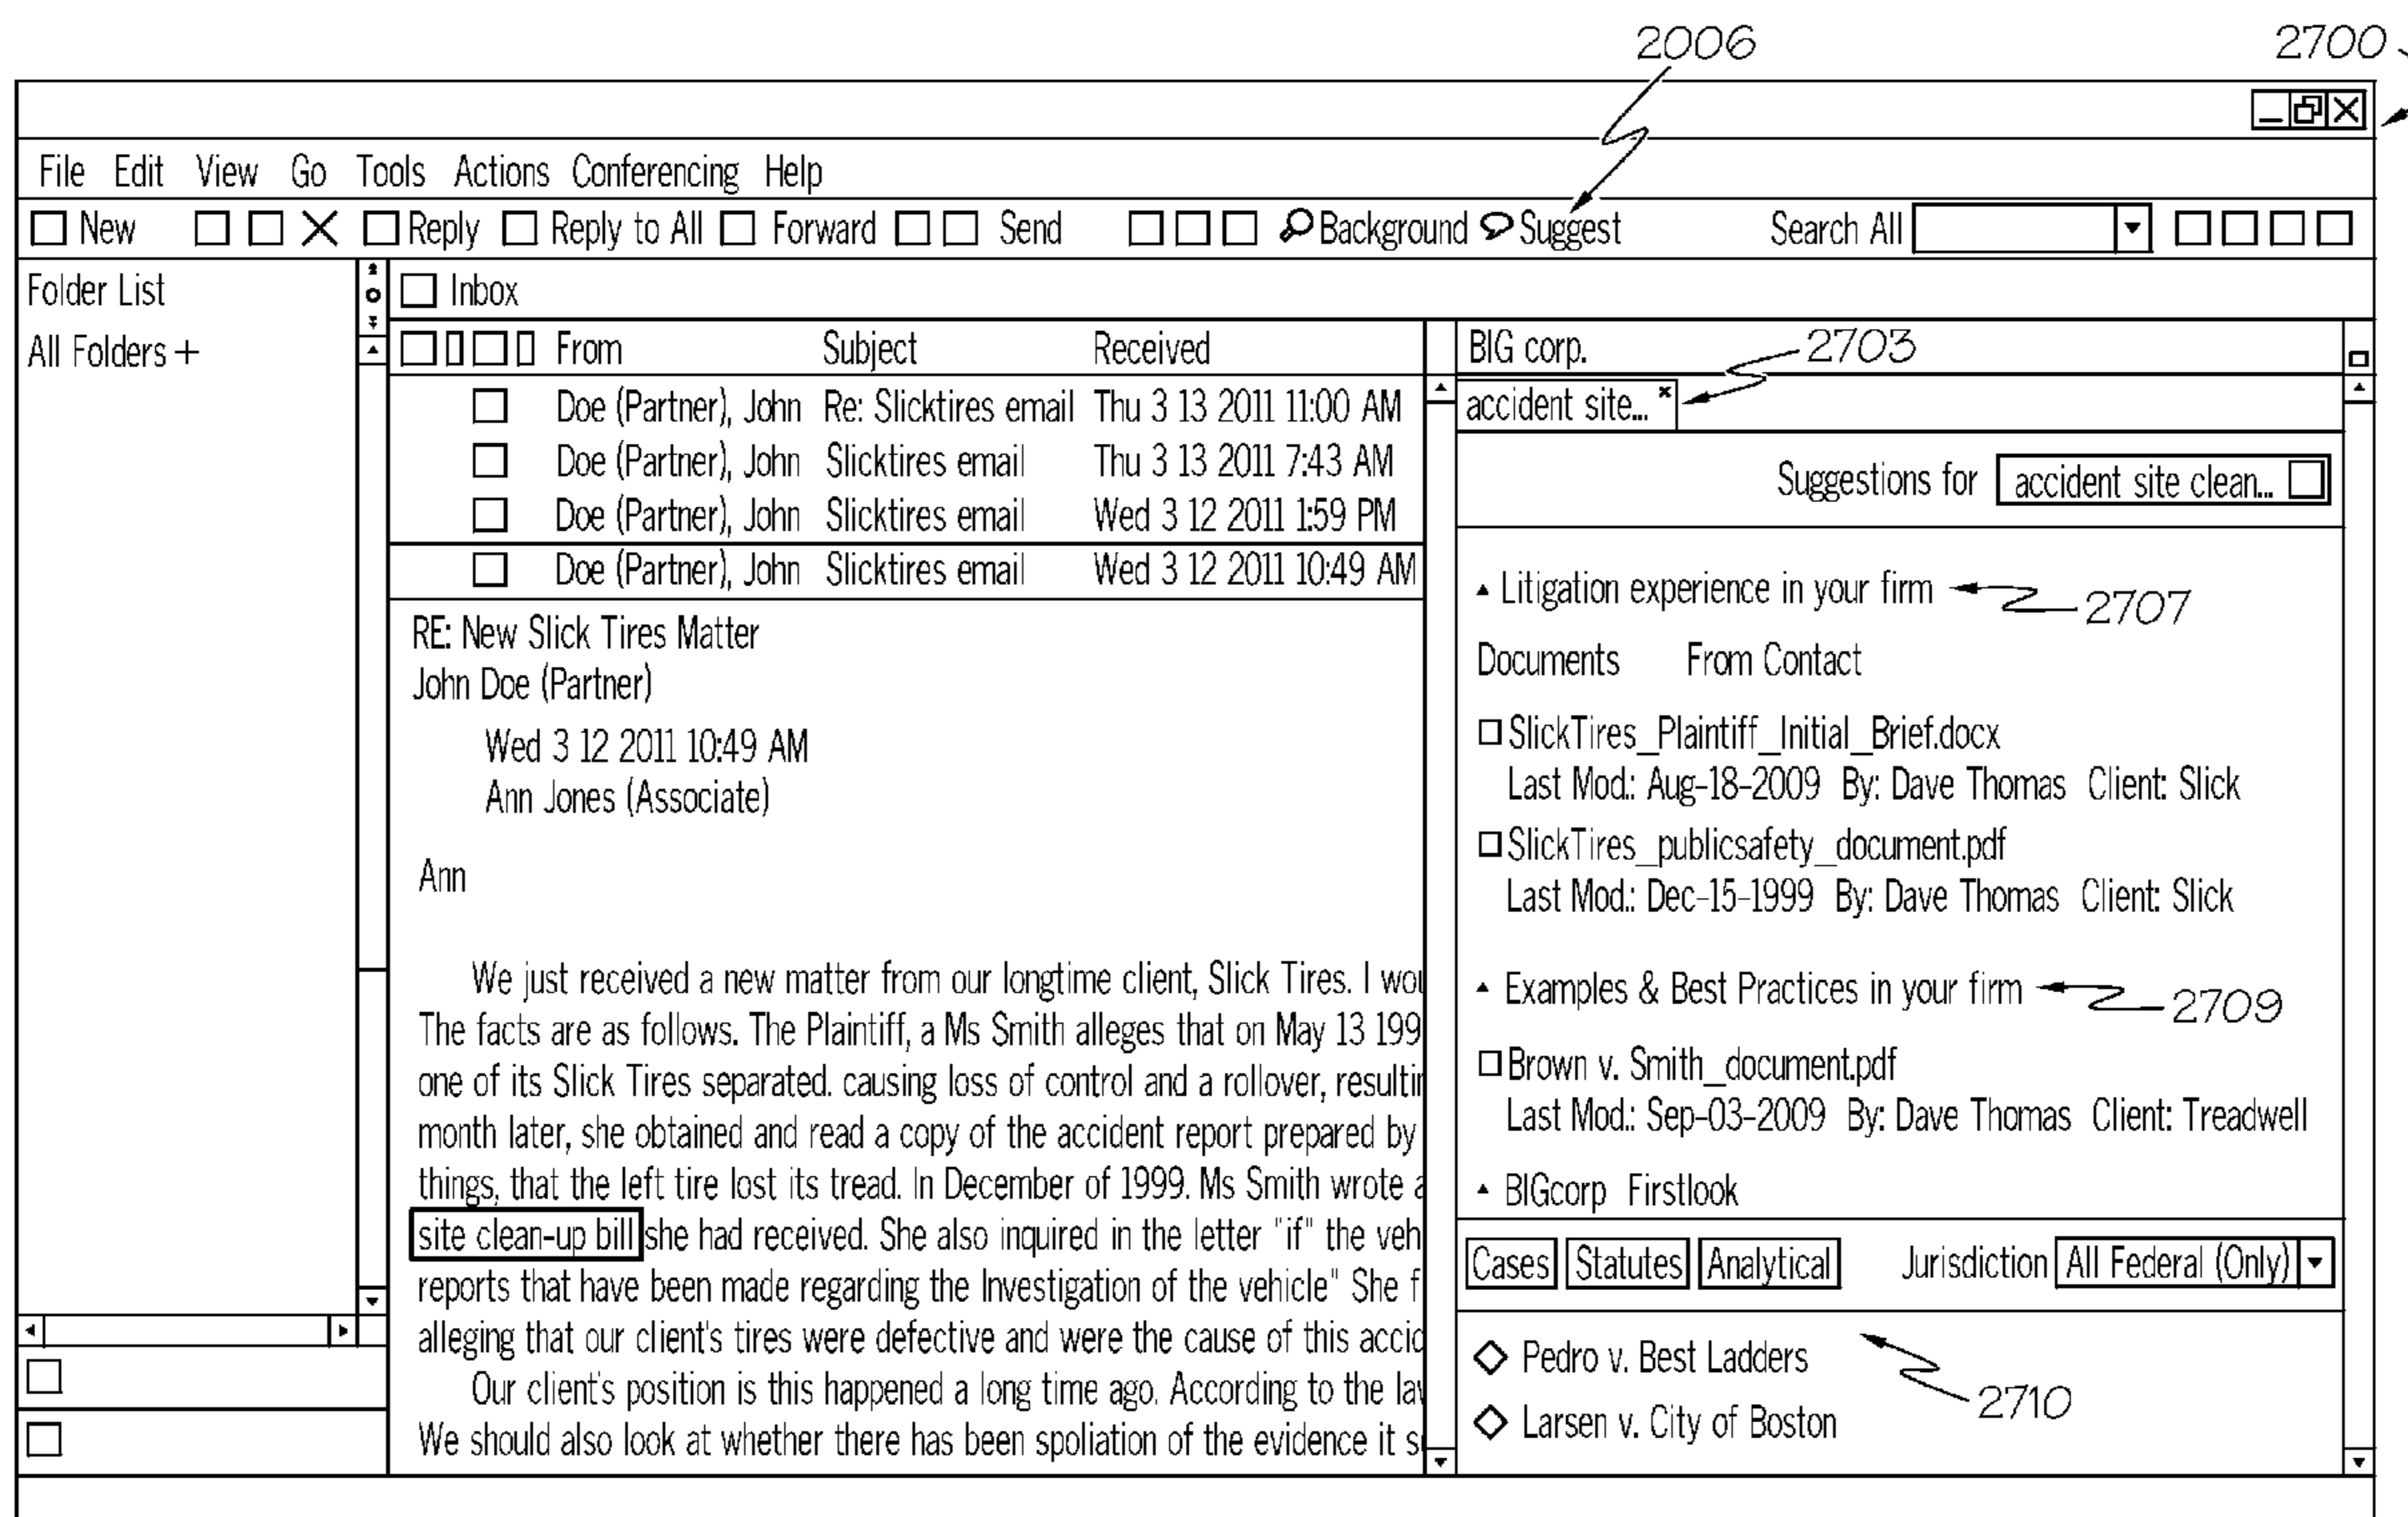 2006
2700
File Edit View Go Tools Actions Conferencing Help
New Reply Reply to All Forward Send Background Suggest Search All
Folder List
All Folders +
Inbox
From Subject Received
Doe (Partner), John Re: Slicktires email Thu 3 13 2011 11:00 AM
Doe (Partner), John Slicktires email Thu 3 13 2011 7:43 AM
Doe (Partner), John Slicktires email Wed 3 12 2011 1:59 PM
Doe (Partner), John Slicktires email Wed 3 12 2011 10:49 AM
RE: New Slick Tires Matter
John Doe (Partner)
Wed 3 12 2011 10:49 AM
Ann Jones (Associate)
Ann
We just received a new matter from our longtime client, Slick Tires. I
The facts are as follows. The Plaintiff, a Ms Smith alleges that on May 13 199
one of its Slick Tires separated. causing loss of control and a rollover,
month later, she obtained and read a copy of the accident report prepared by
things, that the left tire lost its tread. In December of 1999. Ms Smith wrote
site clean-up bill she had received. She also inquired in the letter "if" the veh
reports that have been made regarding the Investigation of the vehicle" She f
alleging that our client's tires were defective and were the cause of this accid
Our client's position is this happened a long time ago. According to the
We should also look at whether there has been spoliation of the evidence it s
BIG corp.
2703
accident site... x
Suggestions for accident site clean...
Litigation experience in your firm
2707
Documents From Contact
SlickTires_Plaintiff_Initial_Brief.docx
Last Mod.: Aug-18-2009 By: Dave Thomas Client: Slick
SlickTires_publicsafety_document.pdf
Last Mod.: Dec-15-1999 By: Dave Thomas Client: Slick
Examples & Best Practices in your firm
2709
Brown v. Smith_document.pdf
Last Mod.: Sep-03-2009 By: Dave Thomas Client: Treadwell
BIGcorp Firstlook
Cases Statutes Analytical Jurisdiction All Federal (Only)
Pedro v. Best Ladders
2710
Larsen v. City of Boston